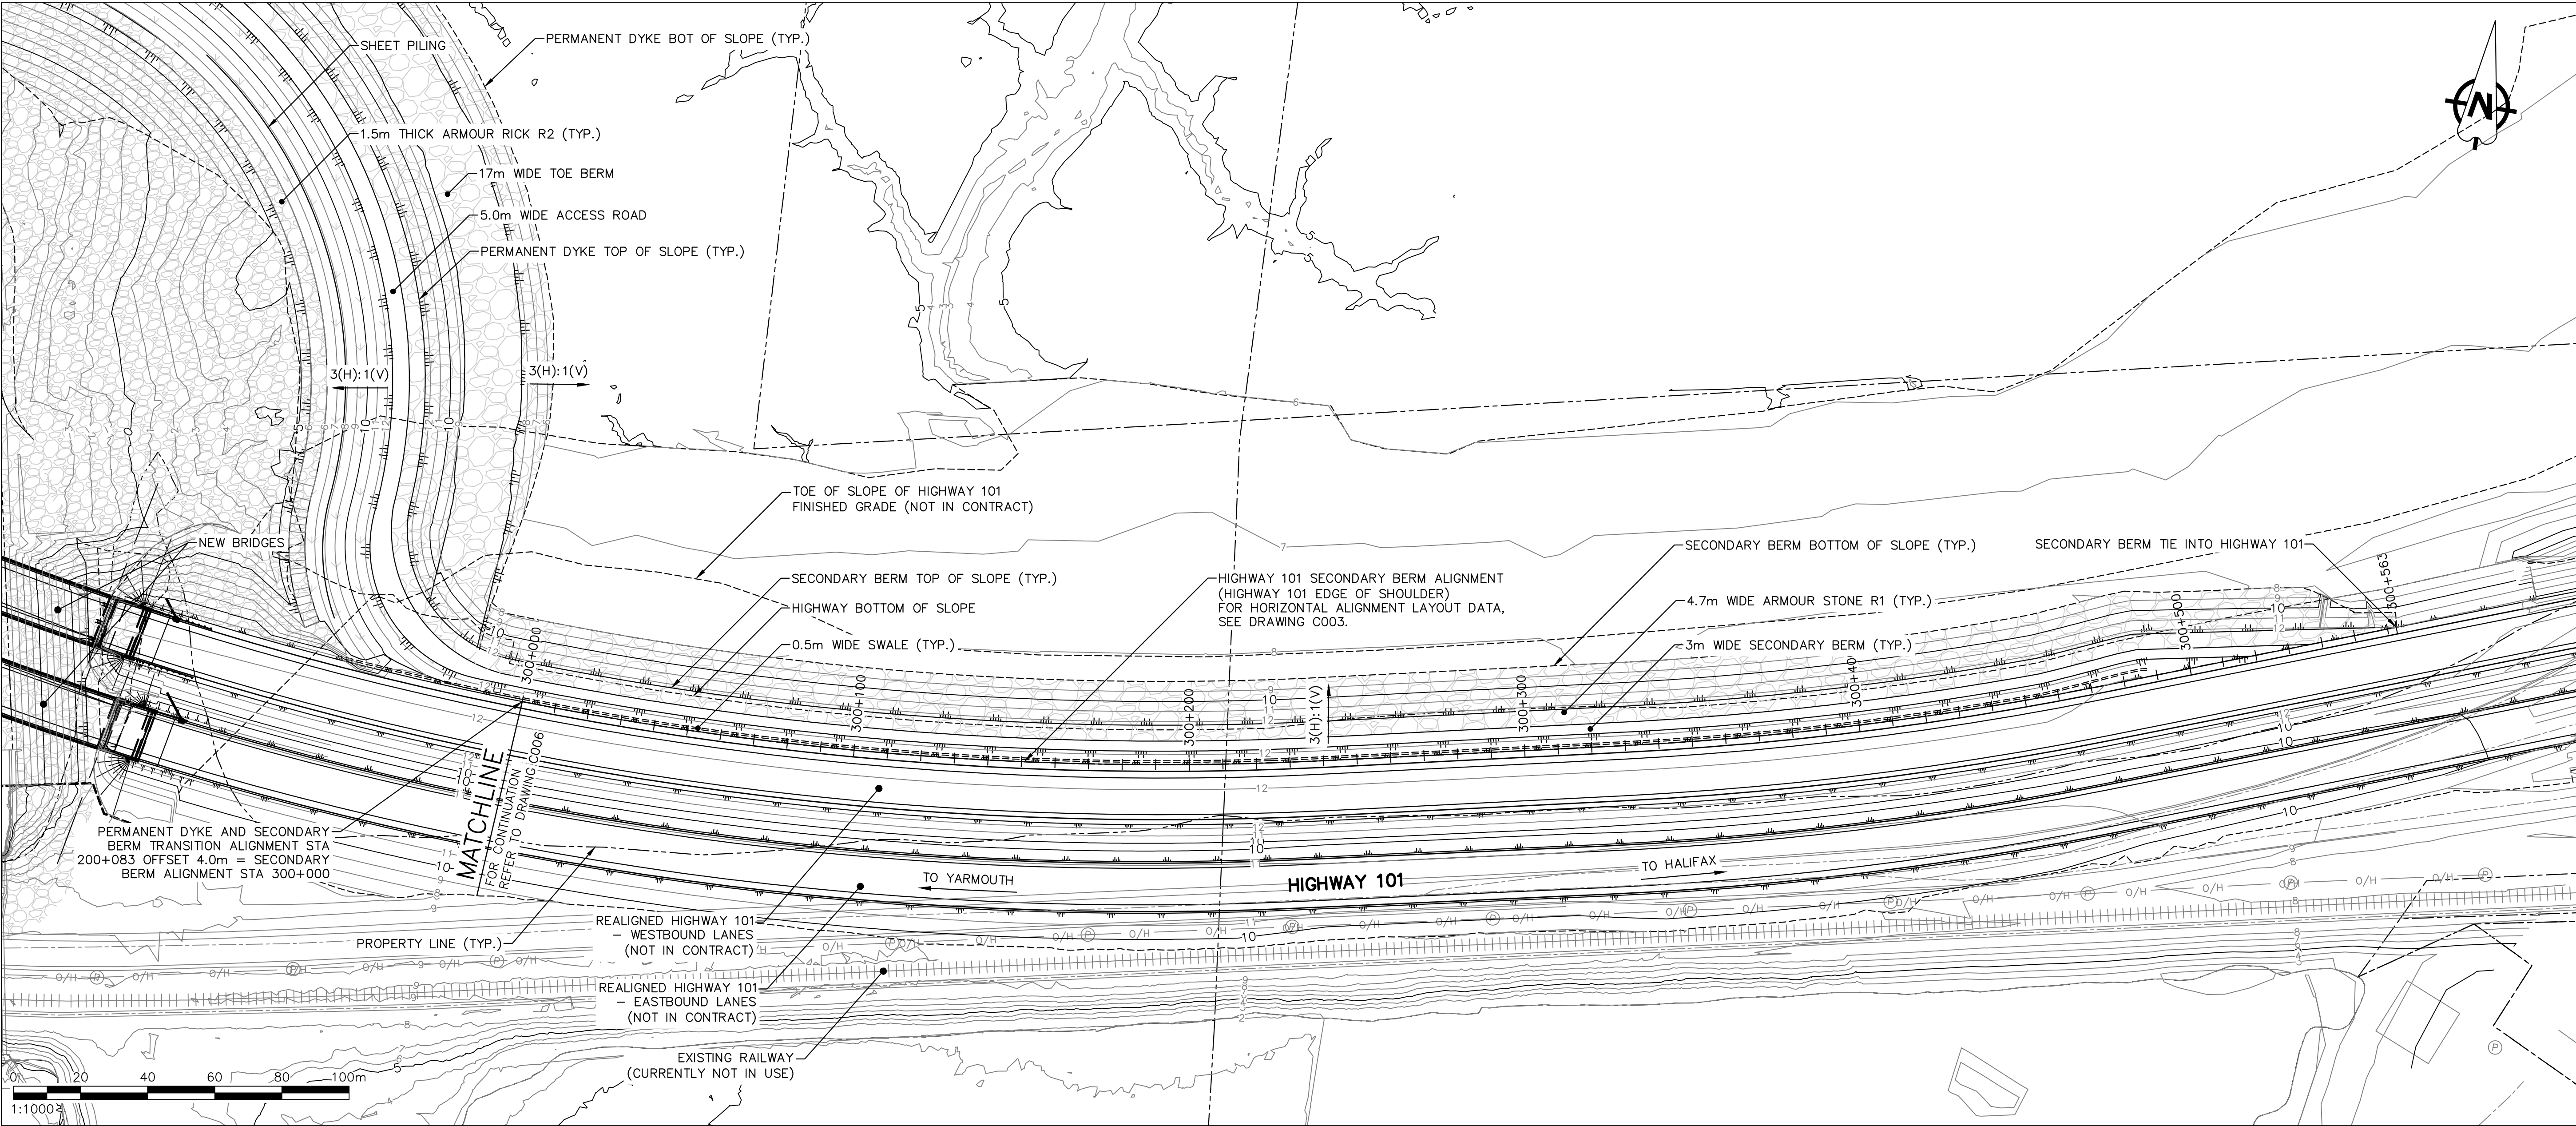 SHEET PILING
PERMANENT DYKE BOT OF SLOPE (TYP.)
1.5m THICK ARMOUR RICK R2 (TYP.)
17m WIDE TOE BERM
5.0m WIDE ACCESS ROAD
PERMANENT DYKE TOP OF SLOPE (TYP.)
N
3(H):1(V)
3(H):1(V)
TOE OF SLOPE OF HIGHWAY 101
FINISHED GRADE (NOT IN CONTRACT)
NEW BRIDGES
SECONDARY BERM TOP OF SLOPE (TYP.)
HIGHWAY BOTTOM OF SLOPE
0.5m WIDE SWALE (TYP.)
HIGHWAY 101 SECONDARY BERM ALIGNMENT
(HIGHWAY 101 EDGE OF SHOULDER)
FOR HORIZONTAL ALIGNMENT LAYOUT DATA,
SEE DRAWING C003.
SECONDARY BERM BOTTOM OF SLOPE (TYP.)
4.7m WIDE ARMOUR STONE R1 (TYP.)
3m WIDE SECONDARY BERM (TYP.)
SECONDARY BERM TIE INTO HIGHWAY 101
300+000
300+100
300+200
3(H):1(V)
300+300
300+40
300+500
300+563
MATCHLINE
FOR CONTINUATION
REFER TO DRAWING C006
PERMANENT DYKE AND SECONDARY
BERM TRANSITION ALIGNMENT STA
200+083 OFFSET 4.0m = SECONDARY
BERM ALIGNMENT STA 300+000
PROPERTY LINE (TYP.)
TO YARMOUTH
HIGHWAY 101
TO HALIFAX
REALIGNED HIGHWAY 101
– WESTBOUND LANES
(NOT IN CONTRACT)
REALIGNED HIGHWAY 101
– EASTBOUND LANES
(NOT IN CONTRACT)
EXISTING RAILWAY
(CURRENTLY NOT IN USE)
0 20 40 60 80 100m
1:1000